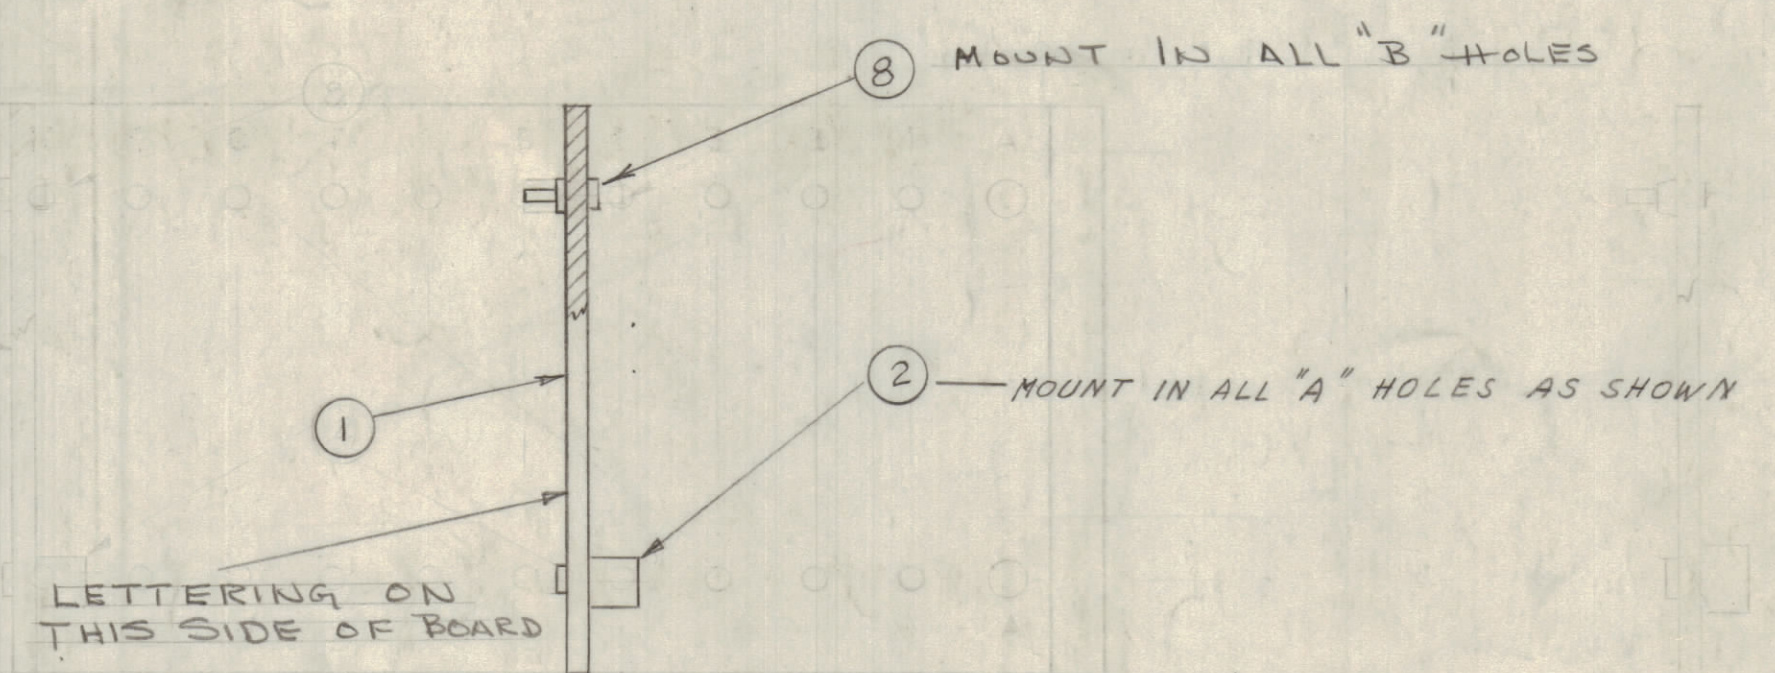 8 MOUNT IN ALL "B" HOLES
2 — MOUNT IN ALL "A" HOLES AS SHOWN
1
LETTERING ON
THIS SIDE OF BOARD